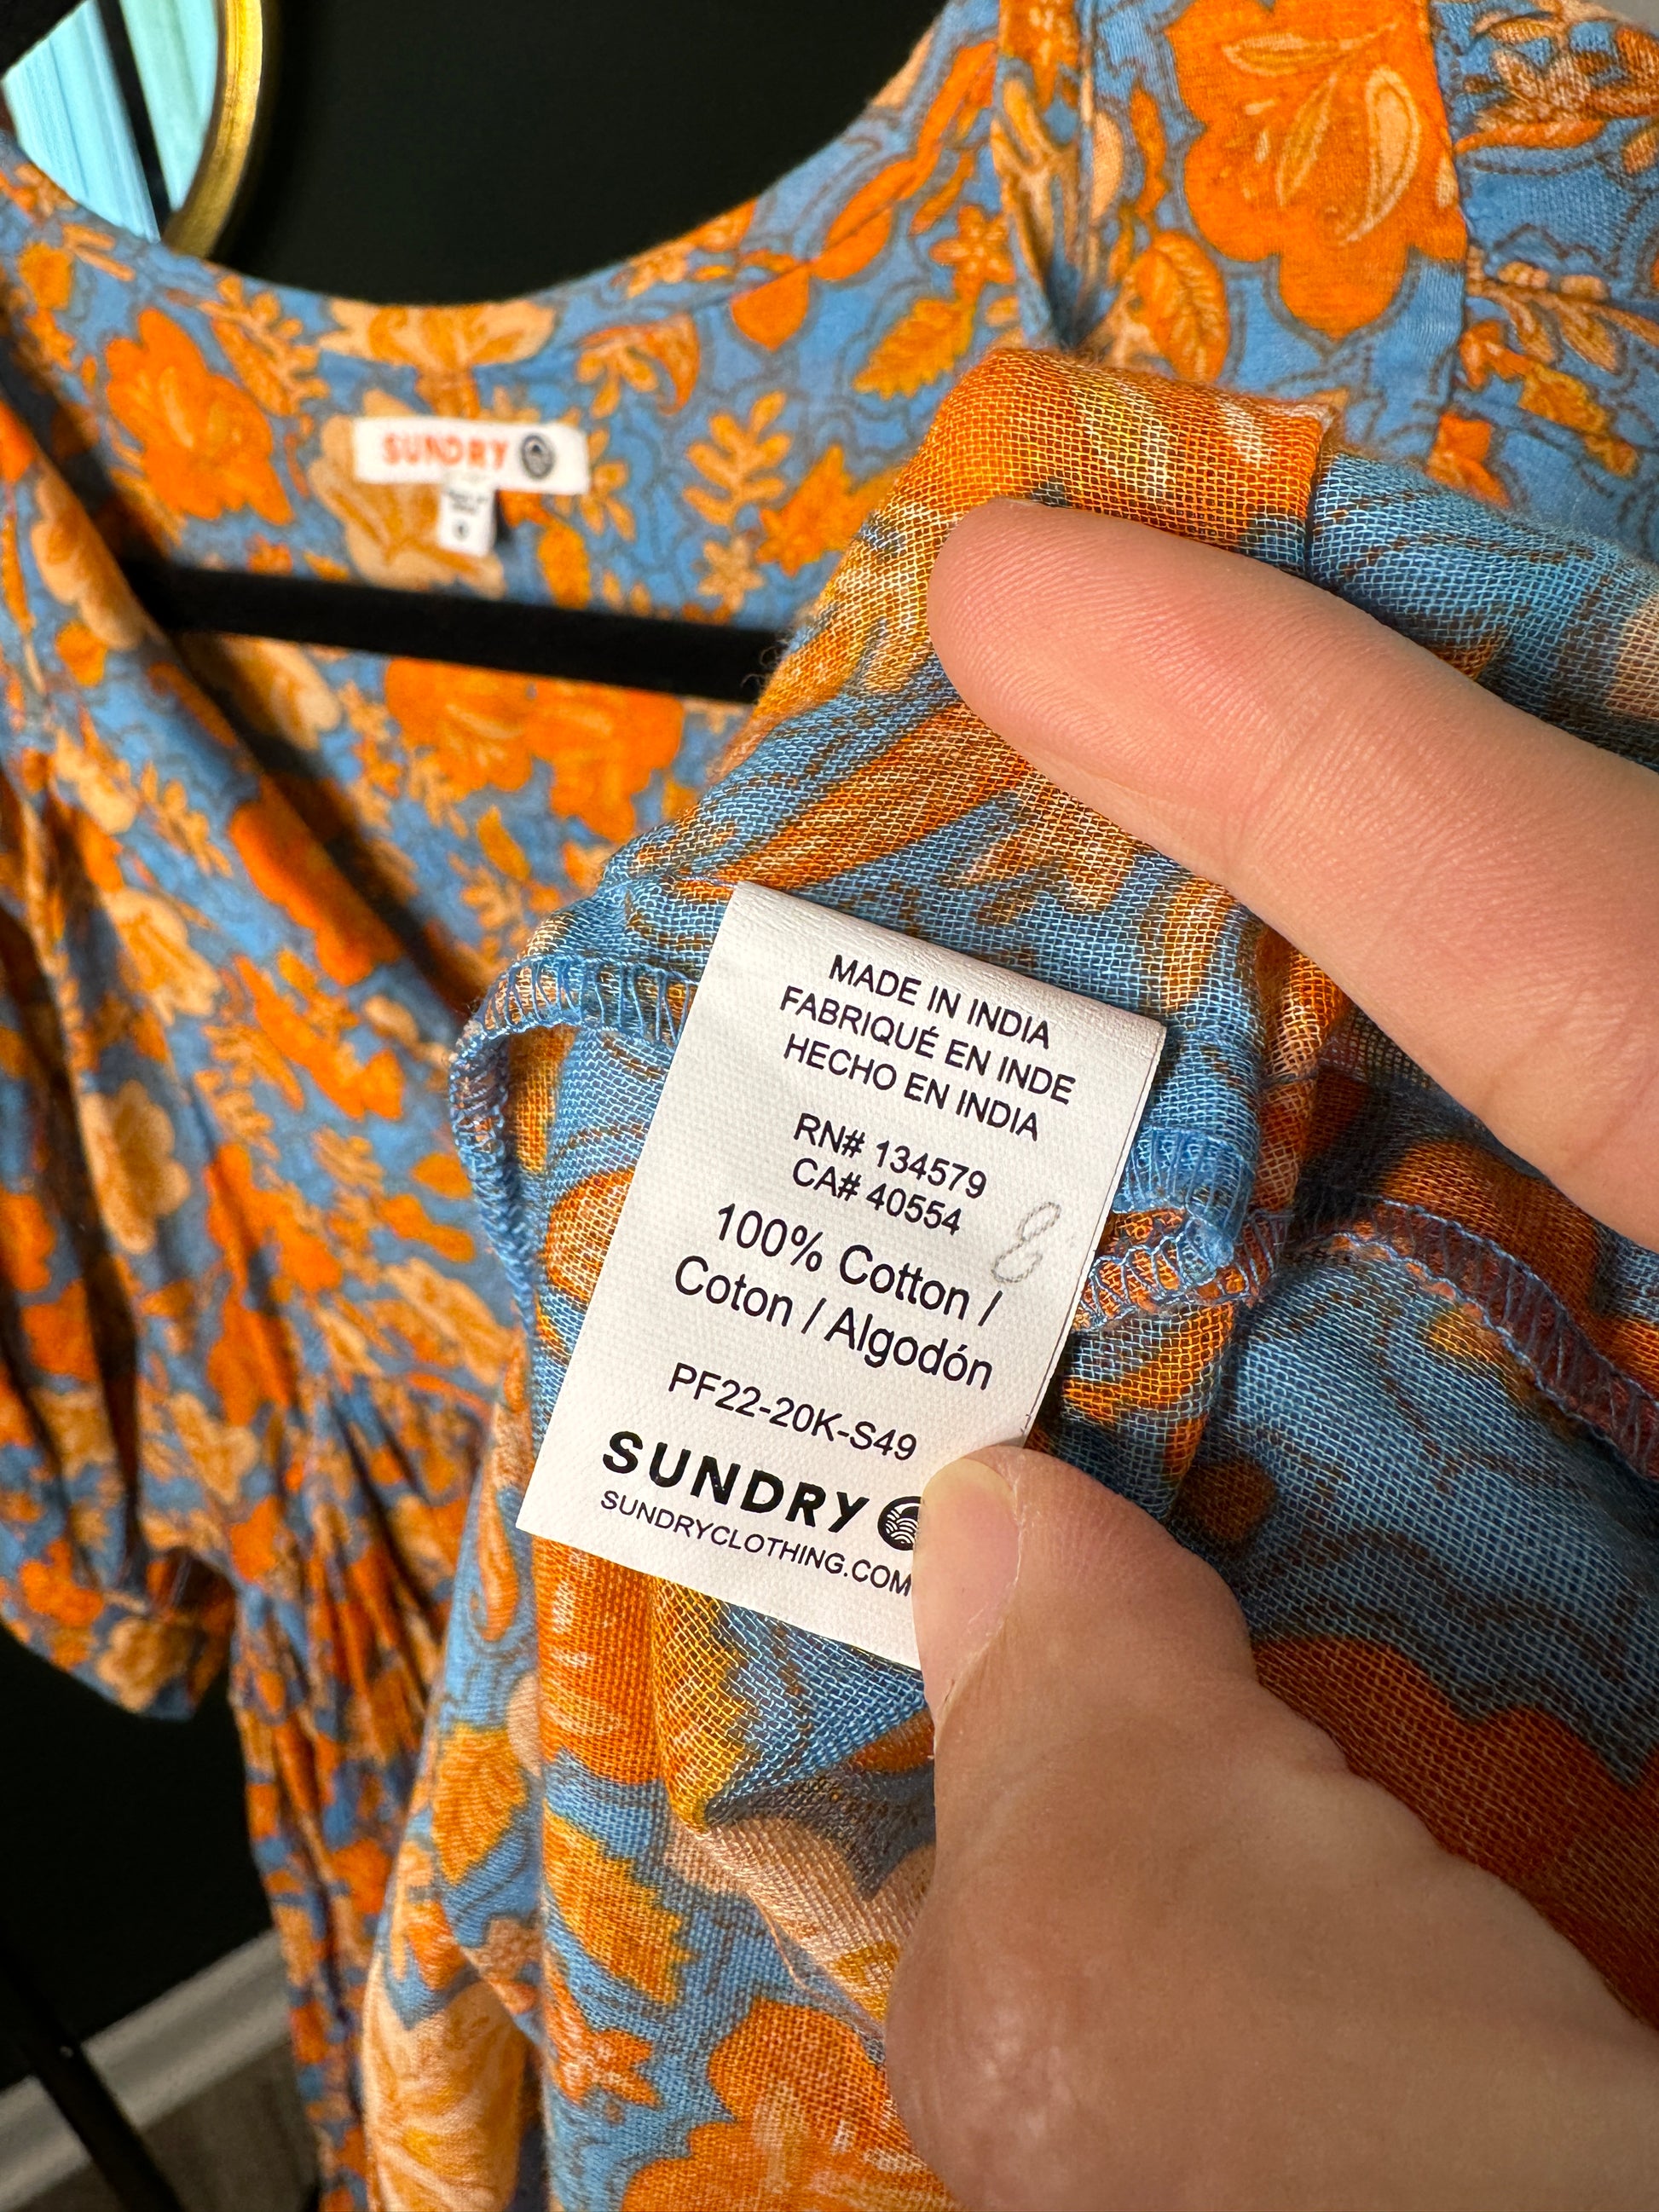 SUNDRY
MADE IN INDIA
FABRIQUÉ EN INDE
HECHO EN INDIA
RN# 134579
CA# 40554
8
100% Cotton /
Coton / Algodón
PF22-20K-S49
SUNDRY
SUNDRYCLOTHING.COM